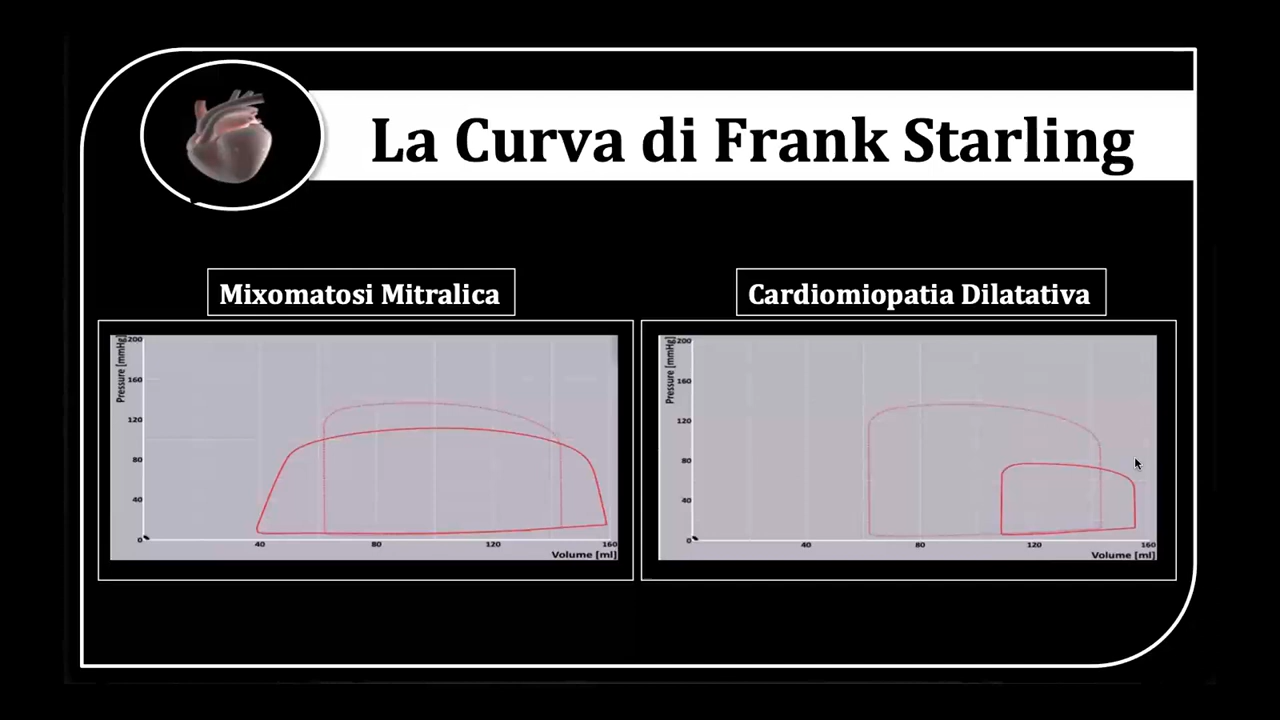 La Curva di Frank Starling
Mixomatosi Mitralica
Pressure [mmHg]
200
160
120
80
40
0
40
80
120
160
Volume [ml]
Cardiomiopatia Dilatativa
Pressure [mmHg]
200
160
120
80
40
0
40
80
120
160
Volume [ml]